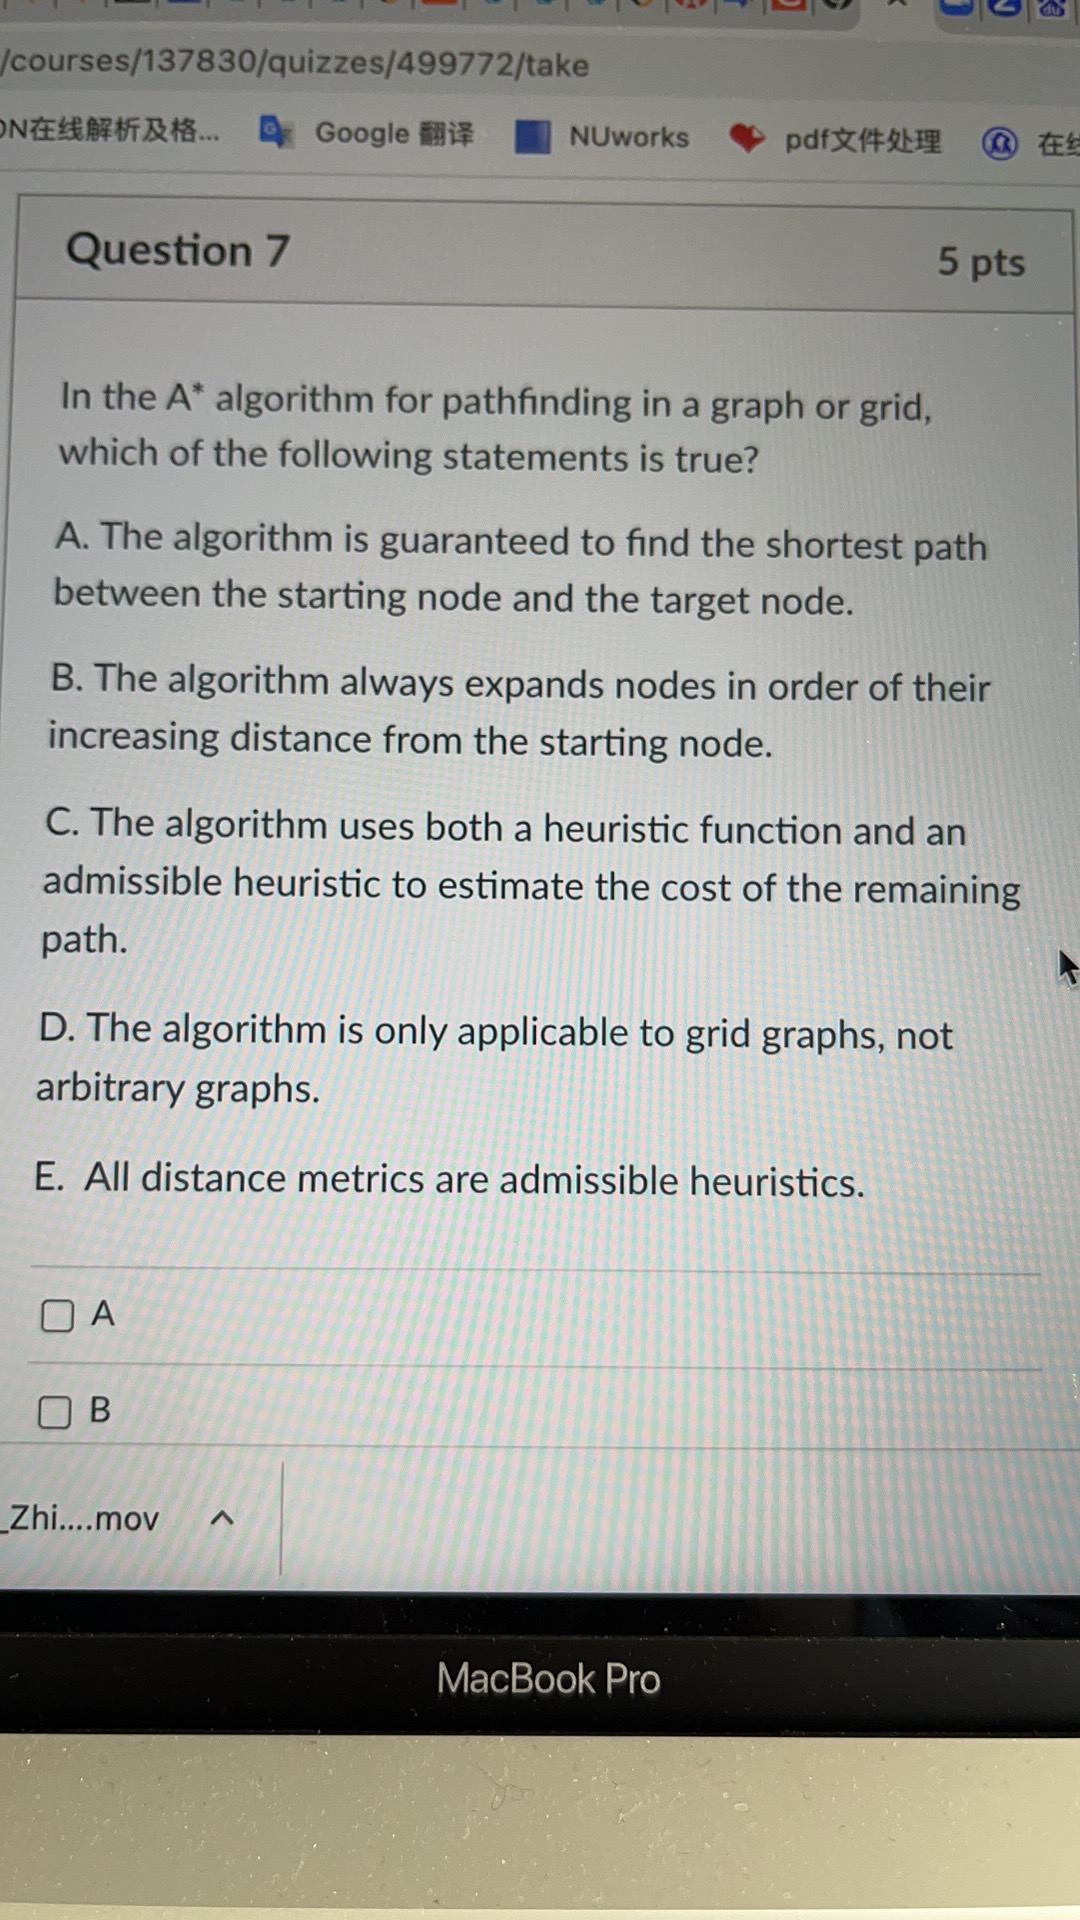 /courses/137830/quizzes/499772/take
ON在线解析及格... Google 翻译 NUworks pdf文件处理 在线
Question 7 5 pts
In the A* algorithm for pathfinding in a graph or grid,
which of the following statements is true?
A. The algorithm is guaranteed to find the shortest path
between the starting node and the target node.
B. The algorithm always expands nodes in order of their
increasing distance from the starting node.
C. The algorithm uses both a heuristic function and an
admissible heuristic to estimate the cost of the remaining
path.
D. The algorithm is only applicable to grid graphs, not
arbitrary graphs.
E. All distance metrics are admissible heuristics.
A
B
_Zhi....mov
MacBook Pro